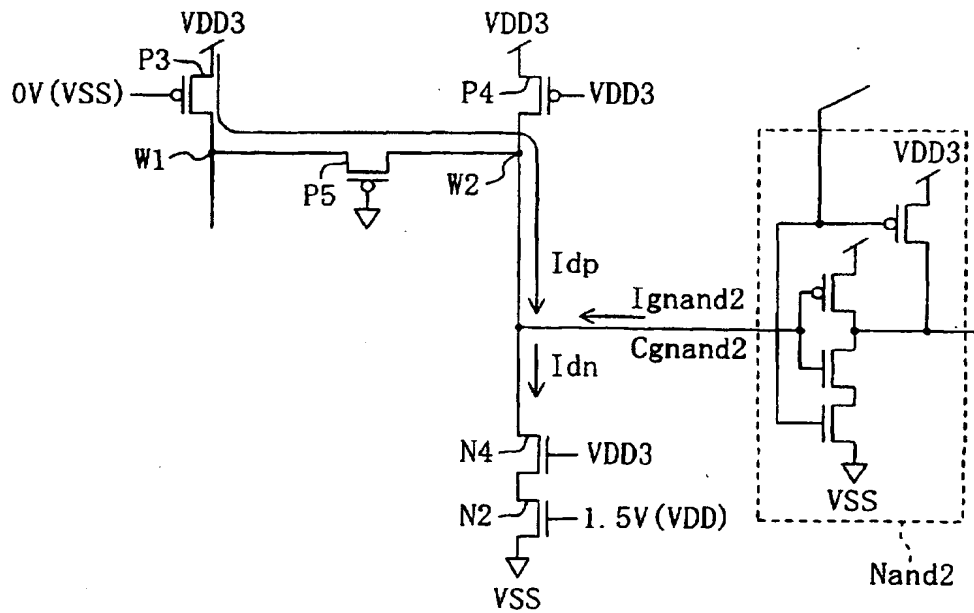 VDD3
VDD3
P3
P4
0V(VSS)
VDD3
W1
P5
W2
VDD3
Idp
Ignand2
Cgnand2
Idn
N4
VDD3
N2
1.5V(VDD)
VSS
VSS
Nand2